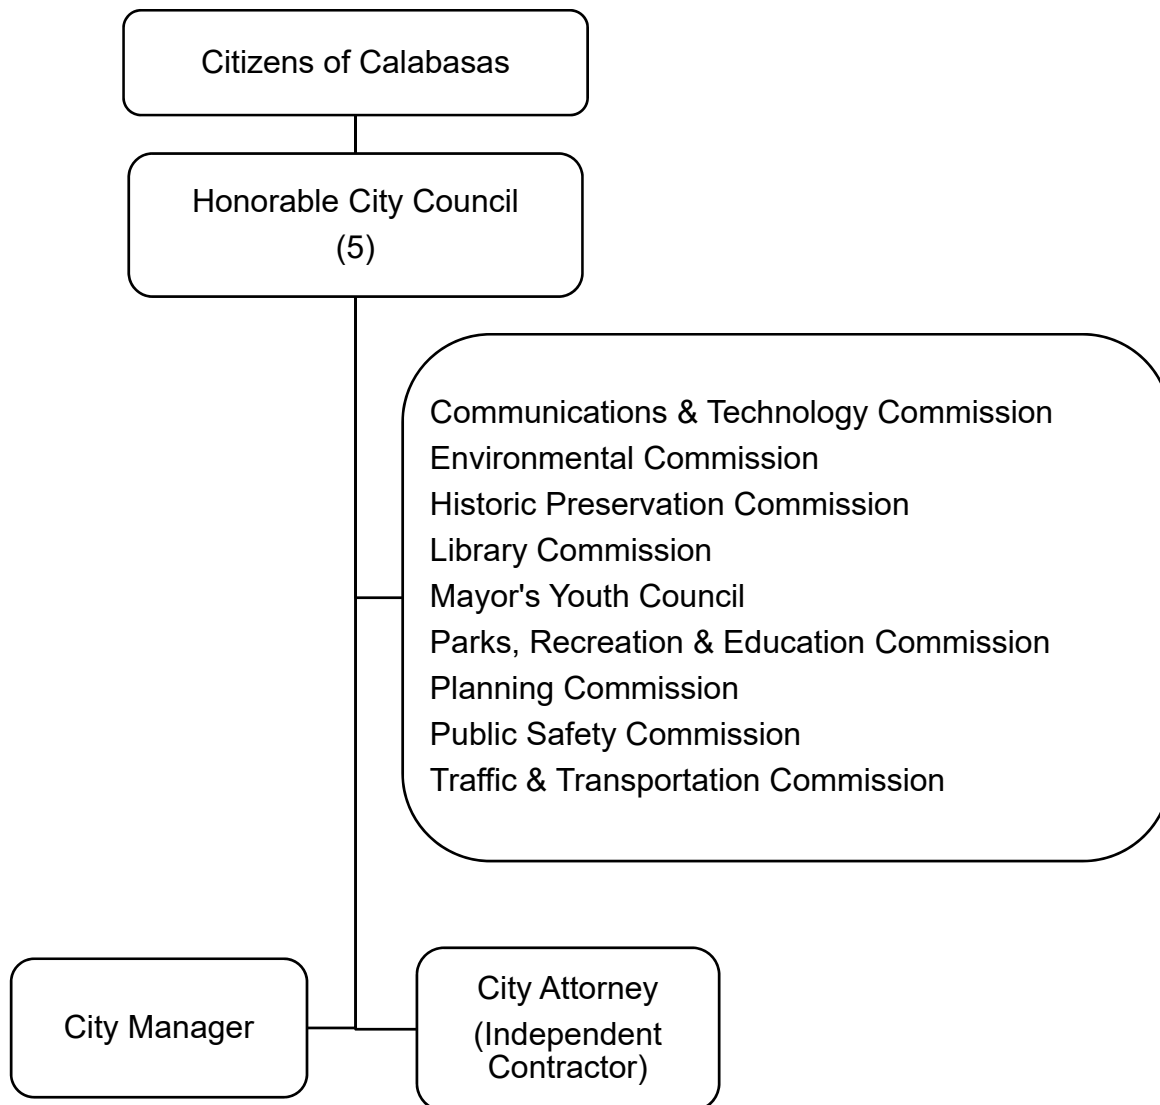 Citizens of Calabasas
Honorable City Council
(5)
Communications & Technology Commission
Environmental Commission
Historic Preservation Commission
Library Commission
Mayor's Youth Council
Parks, Recreation & Education Commission
Planning Commission
Public Safety Commission
Traffic & Transportation Commission
City Manager
City Attorney
(Independent
Contractor)